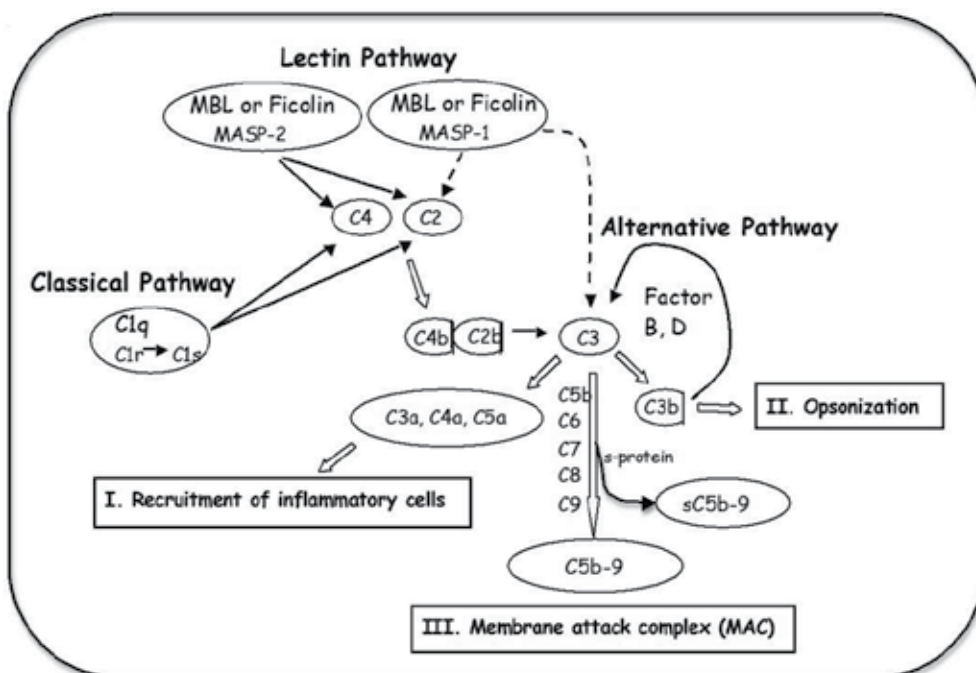 Lectin Pathway
MBL or Ficolin
MASP-2
MBL or Ficolin
MASP-1
C4
C2
Alternative Pathway
Classical Pathway
C1q
C1r C1s
Factor
B, D
C4b
C2b
C3
C3b
II. Opsonization
C3a, C4a, C5a
C5b
C6
C7
C8
C9
s-protein
I. Recruitment of inflammatory cells
sC5b-9
C5b-9
III. Membrane attack complex (MAC)